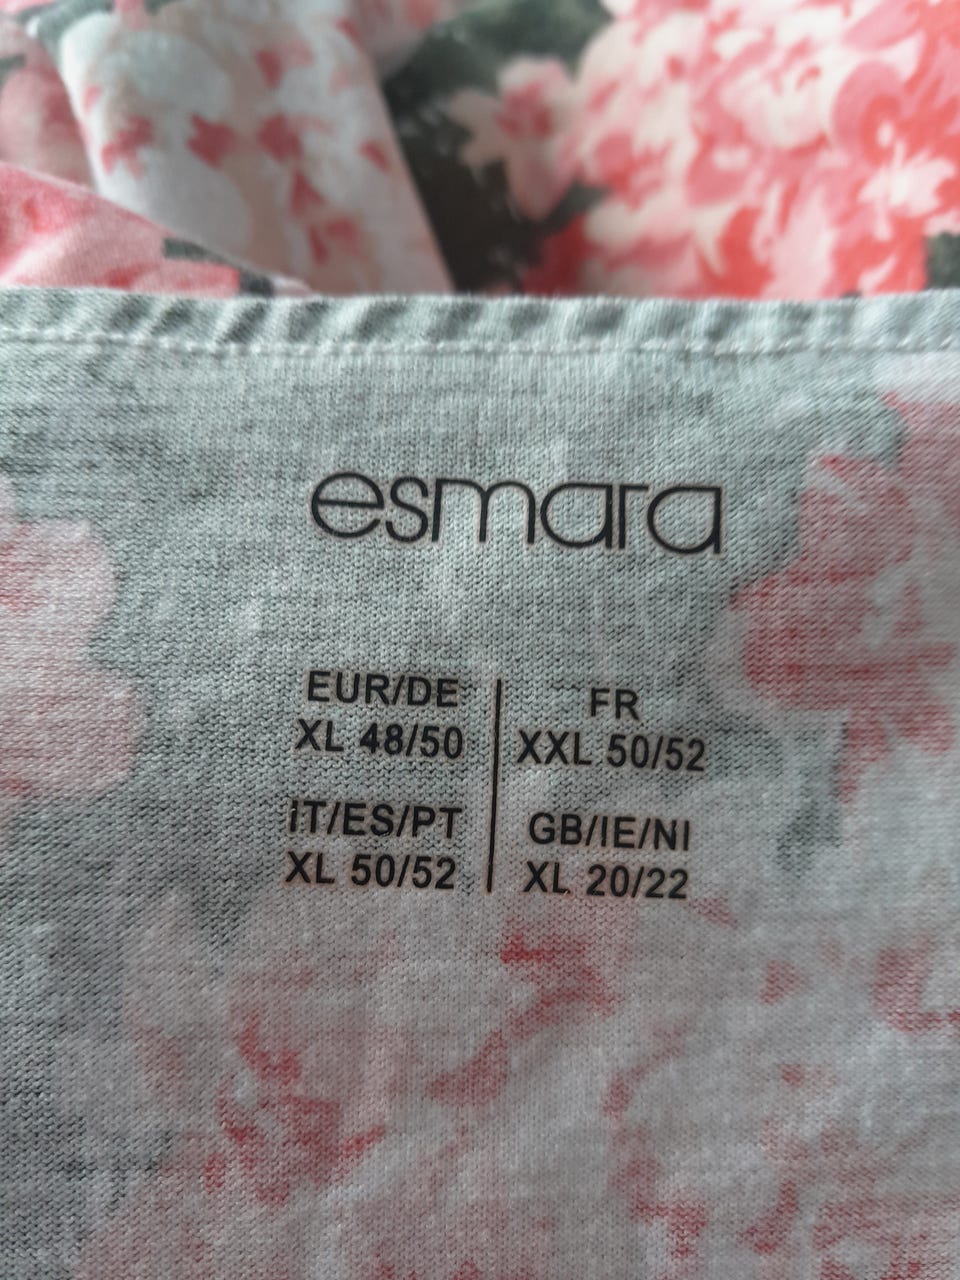 esmara
EUR/DE
XL 48/50
FR
XXL 50/52
IT/ES/PT
XL 50/52
GB/IE/NI
XL 20/22